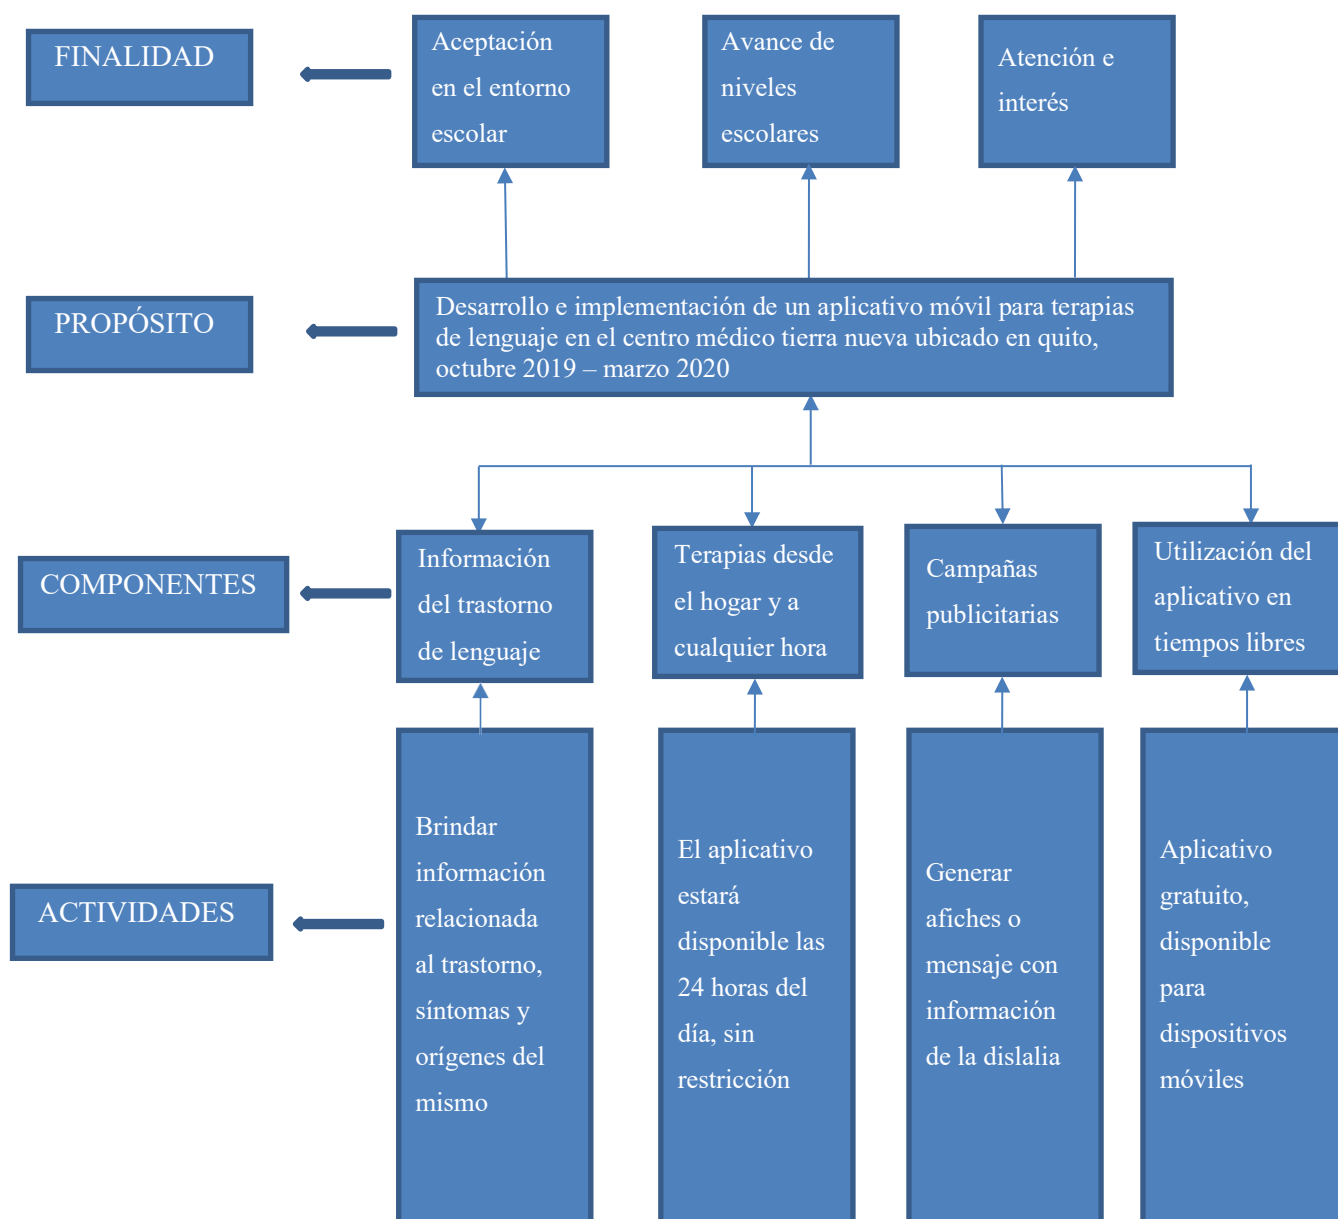 FINALIDAD
Aceptación
en el entorno
escolar
Avance de
niveles
escolares
Atención e
interés
PROPÓSITO
Desarrollo e implementación de un aplicativo móvil para terapias
de lenguaje en el centro médico tierra nueva ubicado en quito,
octubre 2019 – marzo 2020
COMPONENTES
Información
del trastorno
de lenguaje
Terapias desde
el hogar y a
cualquier hora
Campañas
publicitarias
Utilización del
aplicativo en
tiempos libres
ACTIVIDADES
Brindar
información
relacionada
al trastorno,
síntomas y
orígenes del
mismo
El aplicativo
estará
disponible las
24 horas del
día, sin
restricción
Generar
afiches o
mensaje con
información
de la dislalia
Aplicativo
gratuito,
disponible
para
dispositivos
móviles